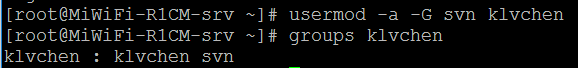 [root@MiWiFi-R1CM-srv ~]# usermod -a -G svn klvchen
[root@MiWiFi-R1CM-srv ~]# groups klvchen
klvchen : klvchen svn